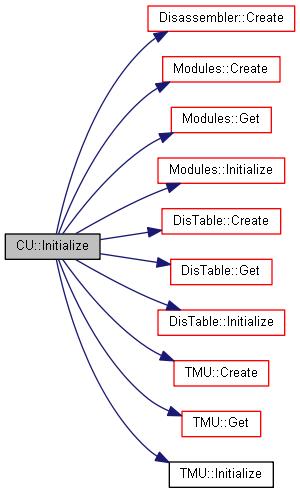 Disassembler::Create
Modules::Create
Modules::Get
Modules::Initialize
CU::Initialize
DisTable::Create
DisTable::Get
DisTable::Initialize
TMU::Create
TMU::Get
TMU::Initialize